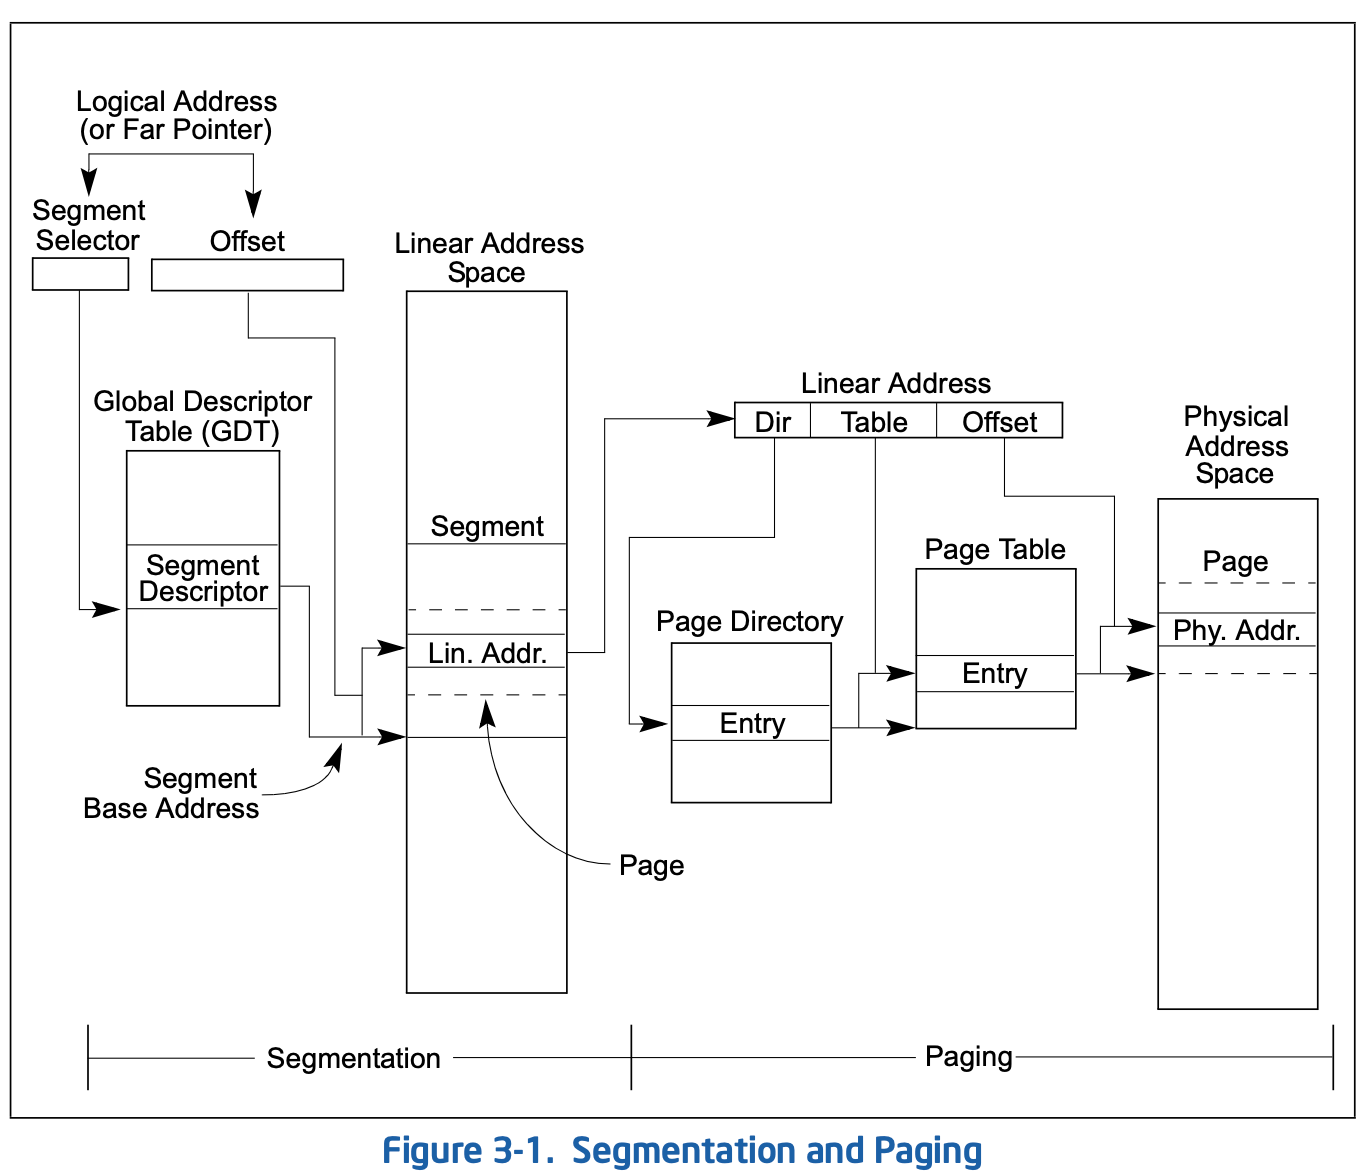 Logical Address
(or Far Pointer)
Segment
Selector
Offset
Linear Address
Space
Global Descriptor
Table (GDT)
Segment
Descriptor
Segment
Lin. Addr.
Segment
Base Address
Page
Linear Address
Dir
Table
Offset
Page Directory
Entry
Page Table
Entry
Physical
Address
Space
Page
Phy. Addr.
Segmentation
Paging
Figure 3-1. Segmentation and Paging